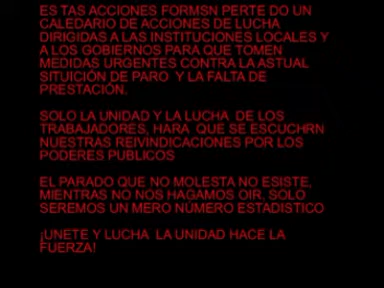 ES TAS ACCIONES FORMSN PERTE DO UN
CALEDARIO DE ACCIONES DE LUCHA
DIRIGIDAS A LAS INSTITUCIONES LOCALES Y
A LOS GOBIERNOS PARA QUE TOMEN
MEDIDAS URGENTES CONTRA LA ASTUAL
SITUICIÓN DE PARO Y LA FALTA DE
PRESTACIÓN.
SOLO LA UNIDAD Y LA LUCHA DE LOS
TRABAJADORES, HARA QUE SE ESCUCHRN
NUESTRAS REIVINDICACIONES POR LOS
PODERES PUBLICOS
EL PARADO QUE NO MOLESTA NO ESISTE,
MIENTRAS NO NOS HAGAMOS OIR. SOLO
SEREMOS UN MERO NÚMERO ESTADISTICO
¡UNETE Y LUCHA LA UNIDAD HACE LA
FUERZA!